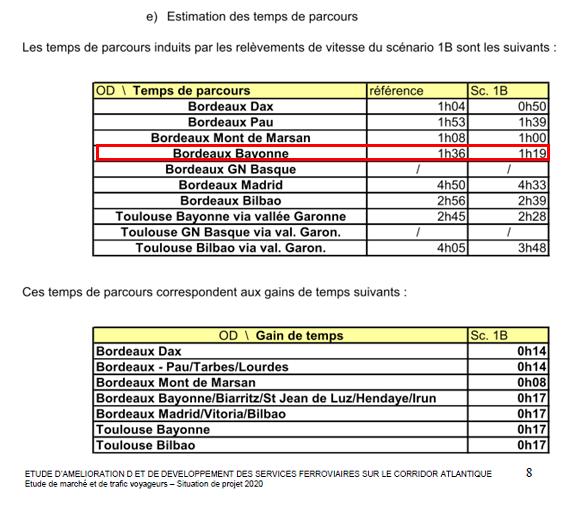 e) Estimation des temps de parcours
Les temps de parcours induits par les relèvements de vitesse du scénario 1B sont les suivants :
OD \ Temps de parcours référence Sc. 1B
Bordeaux Dax 1h04 0h50
Bordeaux Pau 1h53 1h39
Bordeaux Mont de Marsan 1h08 1h00
Bordeaux Bayonne 1h36 1h19
Bordeaux GN Basque / /
Bordeaux Madrid 4h50 4h33
Bordeaux Bilbao 2h56 2h39
Toulouse Bayonne via vallée Garonne 2h45 2h28
Toulouse GN Basque via val. Garon. / /
Toulouse Bilbao via val. Garon. 4h05 3h48
Ces temps de parcours correspondent aux gains de temps suivants :
OD \ Gain de temps Sc. 1B
Bordeaux Dax 0h14
Bordeaux - Pau/Tarbes/Lourdes 0h14
Bordeaux Mont de Marsan 0h08
Bordeaux Bayonne/Biarritz/St Jean de Luz/Hendaye/Irun 0h17
Bordeaux Madrid/Vitoria/Bilbao 0h17
Toulouse Bayonne 0h17
Toulouse Bilbao 0h17
ETUDE D'AMELIORATION D ET DE DEVELOPPEMENT DES SERVICES FERROVIAIRES SUR LE CORRIDOR ATLANTIQUE 8
Etude de marché et de trafic voyageurs – Situation de projet 2020